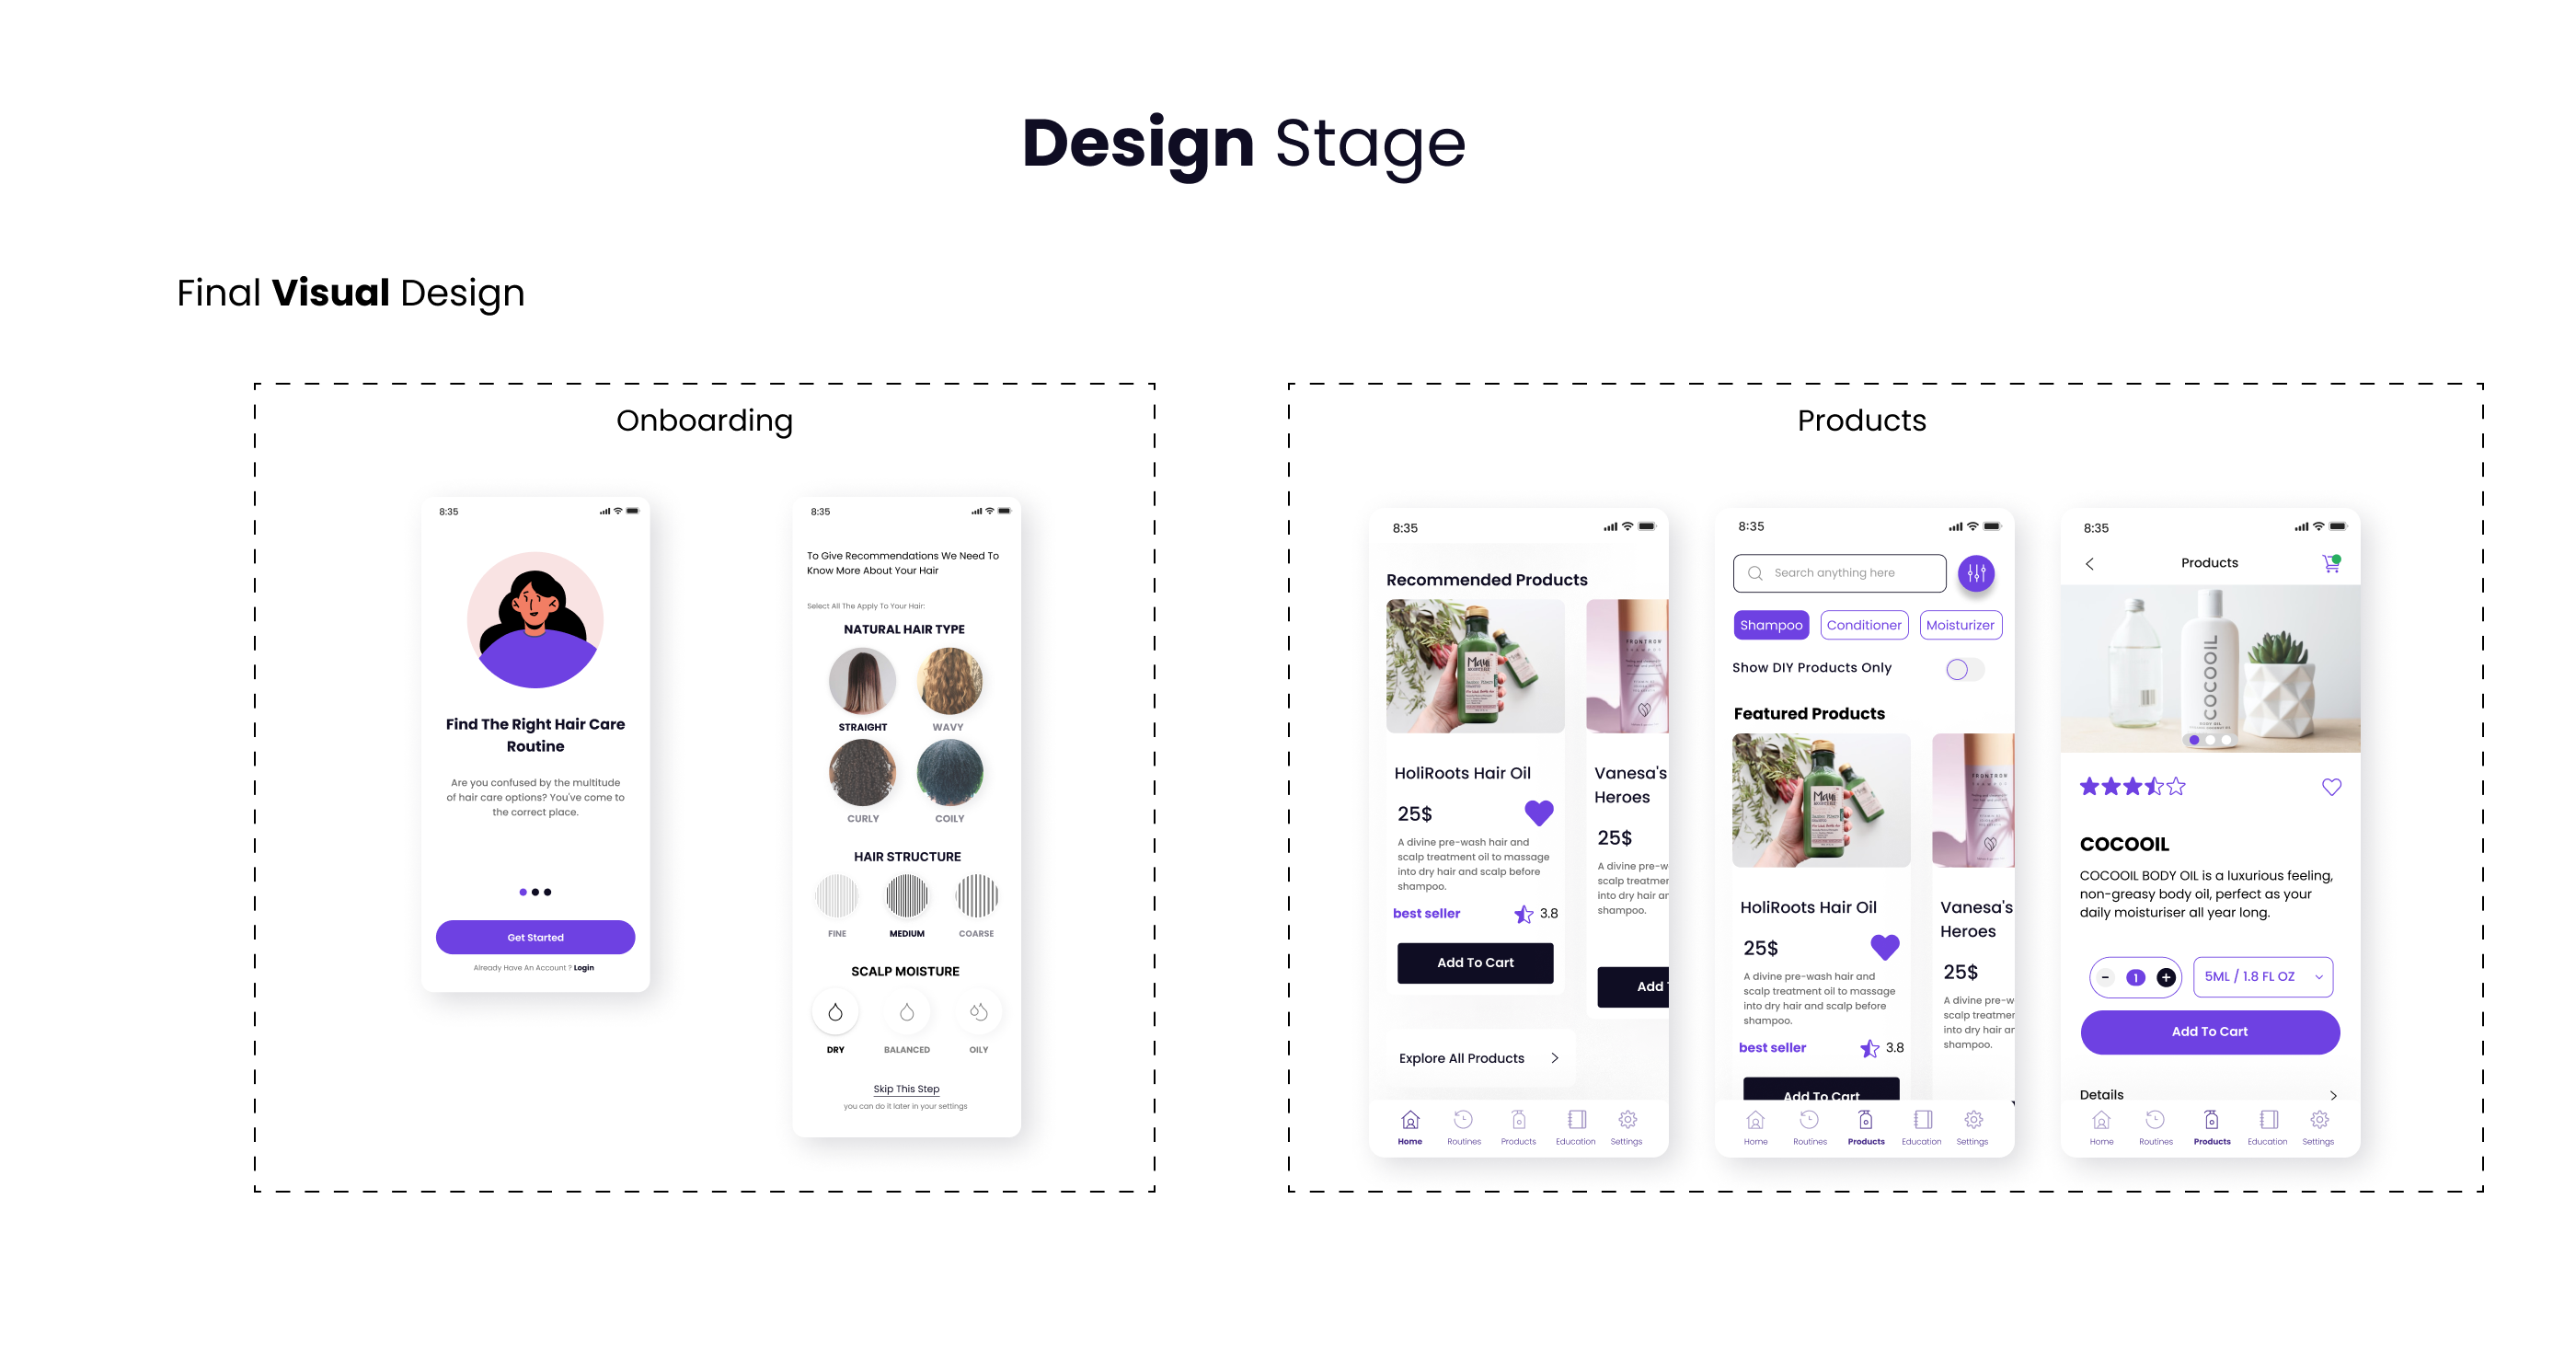 Design Stage
Final Visual Design
Onboarding
8:35
Find The Right Hair Care
Routine
Are you confused by the multitude
of hair care options? You've come to
the correct place.
Get Started
Already Have An Account ? Login
8:35
To Give Recommendations We Need To
Know More About Your Hair
Select All The Apply To Your Hair:
NATURAL HAIR TYPE
STRAIGHT WAVY
CURLY COILY
HAIR STRUCTURE
FINE MEDIUM COARSE
SCALP MOISTURE
DRY BALANCED OILY
Skip This Step
you can do it later in your settings
Products
8:35
Recommended Products
Maui
FRONTROW
HoliRoots Hair Oil
25$
A divine pre-wash hair and
scalp treatment oil to massage
into dry hair and scalp before
shampoo.
best seller 3.8
Add To Cart
Vanesa's
Heroes
25$
A divine pre-w
scalp treatmer
into dry hair ar
shampoo.
Add
Explore All Products
Home Routines Products Education Settings
8:35
Search anything here
Shampoo Conditioner Moisturizer
Show DIY Products Only
Featured Products
Maui
FRONTROW
HoliRoots Hair Oil
25$
A divine pre-wash hair and
scalp treatment oil to massage
into dry hair and scalp before
shampoo.
best seller 3.8
Add To Cart
Vanesa's
Heroes
25$
A divine pre-w
scalp treatmer
into dry hair ar
shampoo.
Home Routines Products Education Settings
8:35
Products
COCOOIL
BODY OIL
COCOOIL
COCOOIL BODY OIL is a luxurious feeling,
non-greasy body oil, perfect as your
daily moisturiser all year long.
- 1 + 5ML / 1.8 FL OZ
Add To Cart
Details
Home Routines Products Education Settings